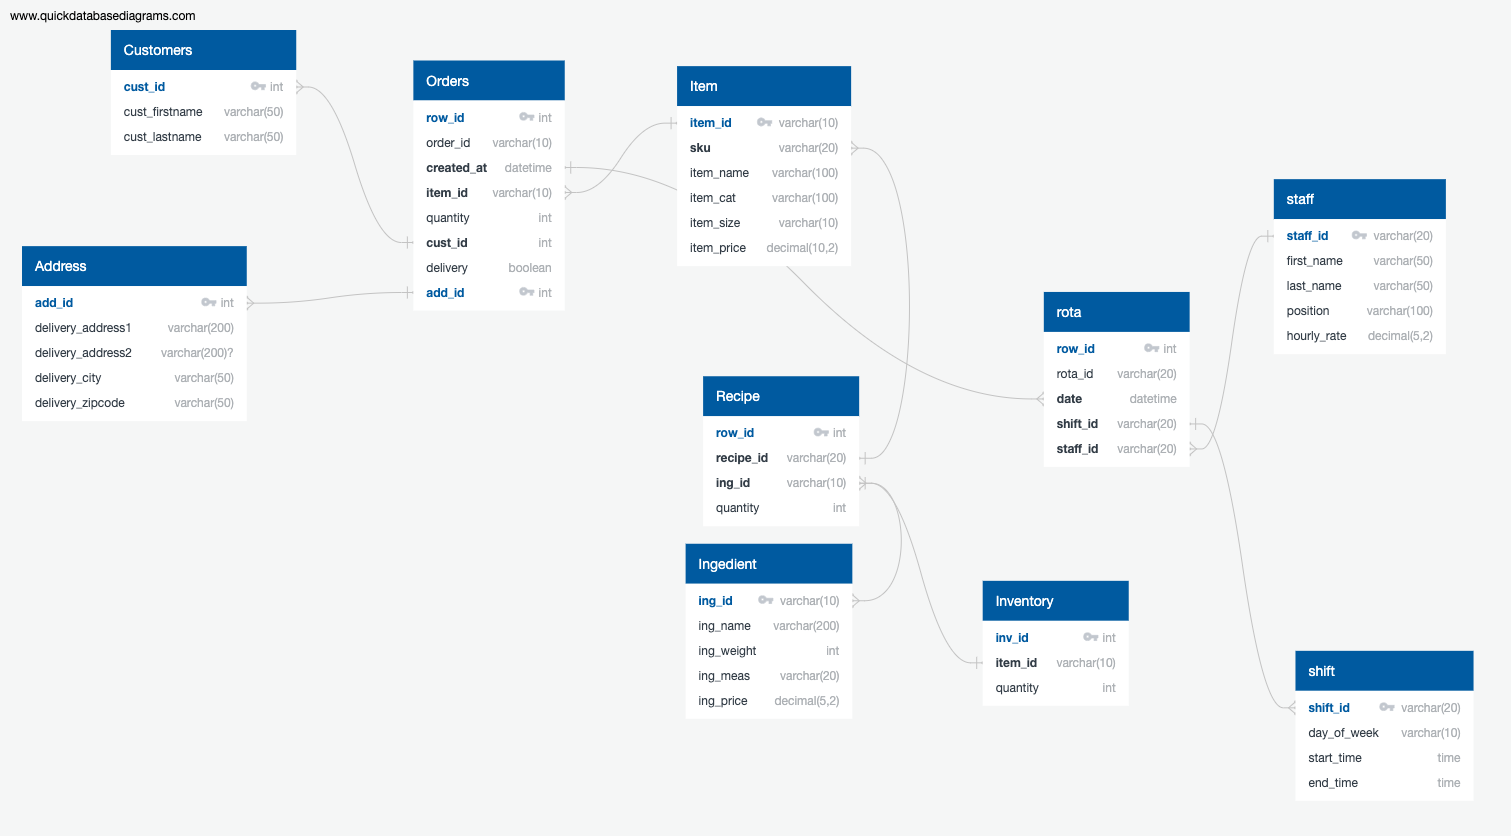 www.quickdatabasediagrams.com
Customers
cust_id int
cust_firstname varchar(50)
cust_lastname varchar(50)
Address
add_id int
delivery_address1 varchar(200)
delivery_address2 varchar(200)?
delivery_city varchar(50)
delivery_zipcode varchar(50)
Orders
row_id int
order_id varchar(10)
created_at datetime
item_id varchar(10)
quantity int
cust_id int
delivery boolean
add_id int
Item
item_id varchar(10)
sku varchar(20)
item_name varchar(100)
item_cat varchar(100)
item_size varchar(10)
item_price decimal(10,2)
Recipe
row_id int
recipe_id varchar(20)
ing_id varchar(10)
quantity int
Ingedient
ing_id varchar(10)
ing_name varchar(200)
ing_weight int
ing_meas varchar(20)
ing_price decimal(5,2)
Inventory
inv_id int
item_id varchar(10)
quantity int
rota
row_id int
rota_id varchar(20)
date datetime
shift_id varchar(20)
staff_id varchar(20)
staff
staff_id varchar(20)
first_name varchar(50)
last_name varchar(50)
position varchar(100)
hourly_rate decimal(5,2)
shift
shift_id varchar(20)
day_of_week varchar(10)
start_time time
end_time time